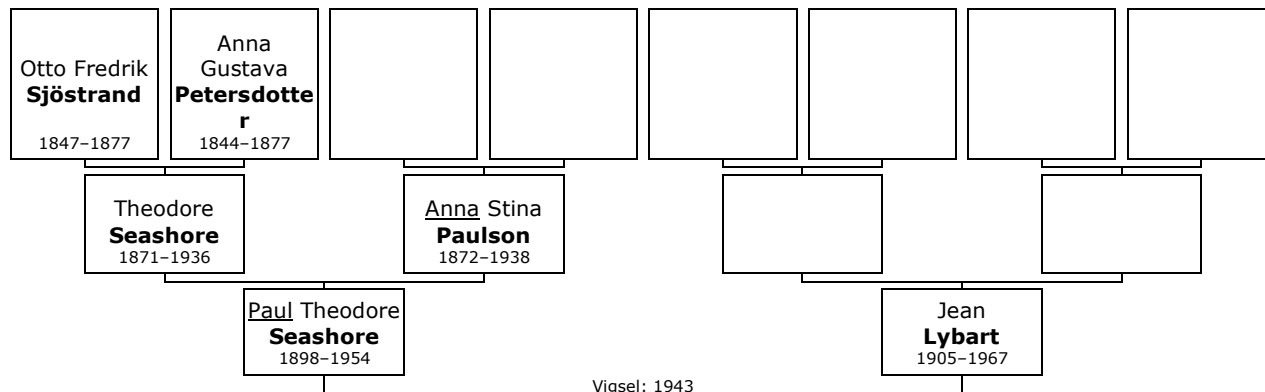 Otto Fredrik
Sjöstrand
1847–1877
Anna
Gustava
Petersdotte
r
1844–1877
Theodore
Seashore
1871–1936
Anna Stina
Paulson
1872–1938
Paul Theodore
Seashore
1898–1954
Jean
Lybart
1905–1967
Vigsel: 1943